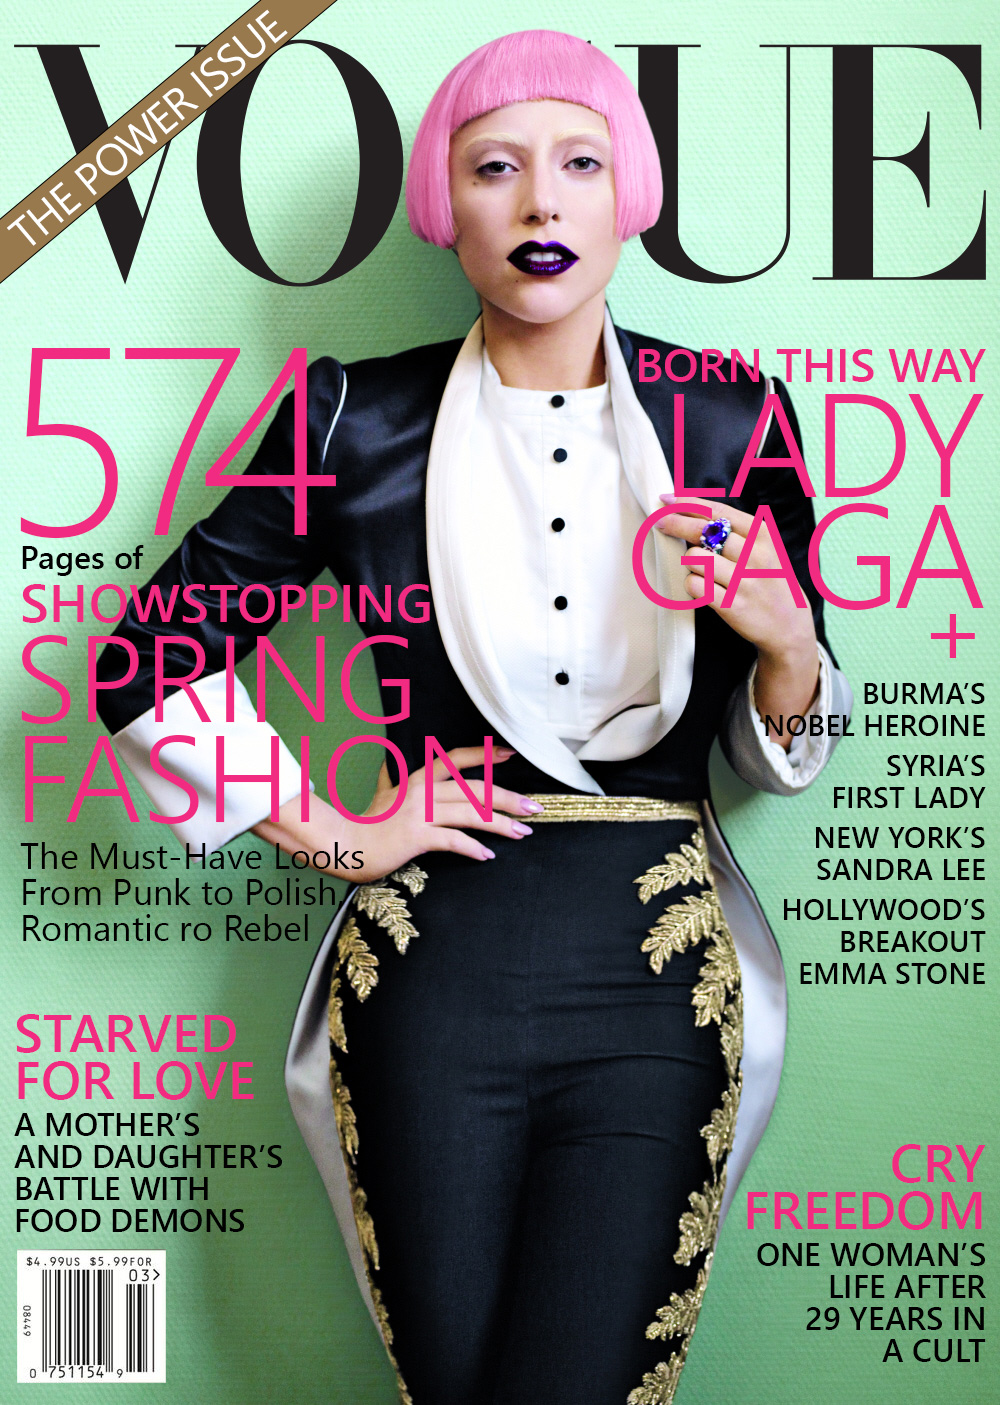 THE POWER ISSUE
VOGUE
574
Pages of
SHOWSTOPPING
SPRING
FASHION
The Must-Have Looks
From Punk to Polish,
Romantic ro Rebel
BORN THIS WAY
LADY
GAGA
+
BURMA'S
NOBEL HEROINE
SYRIA'S
FIRST LADY
NEW YORK'S
SANDRA LEE
HOLLYWOOD'S
BREAKOUT
EMMA STONE
STARVED
FOR LOVE
A MOTHER'S
AND DAUGHTER'S
BATTLE WITH
FOOD DEMONS
$4.99US $5.99FOR
03>
08449
0 751154 9
CRY
FREEDOM
ONE WOMAN'S
LIFE AFTER
29 YEARS IN
A CULT